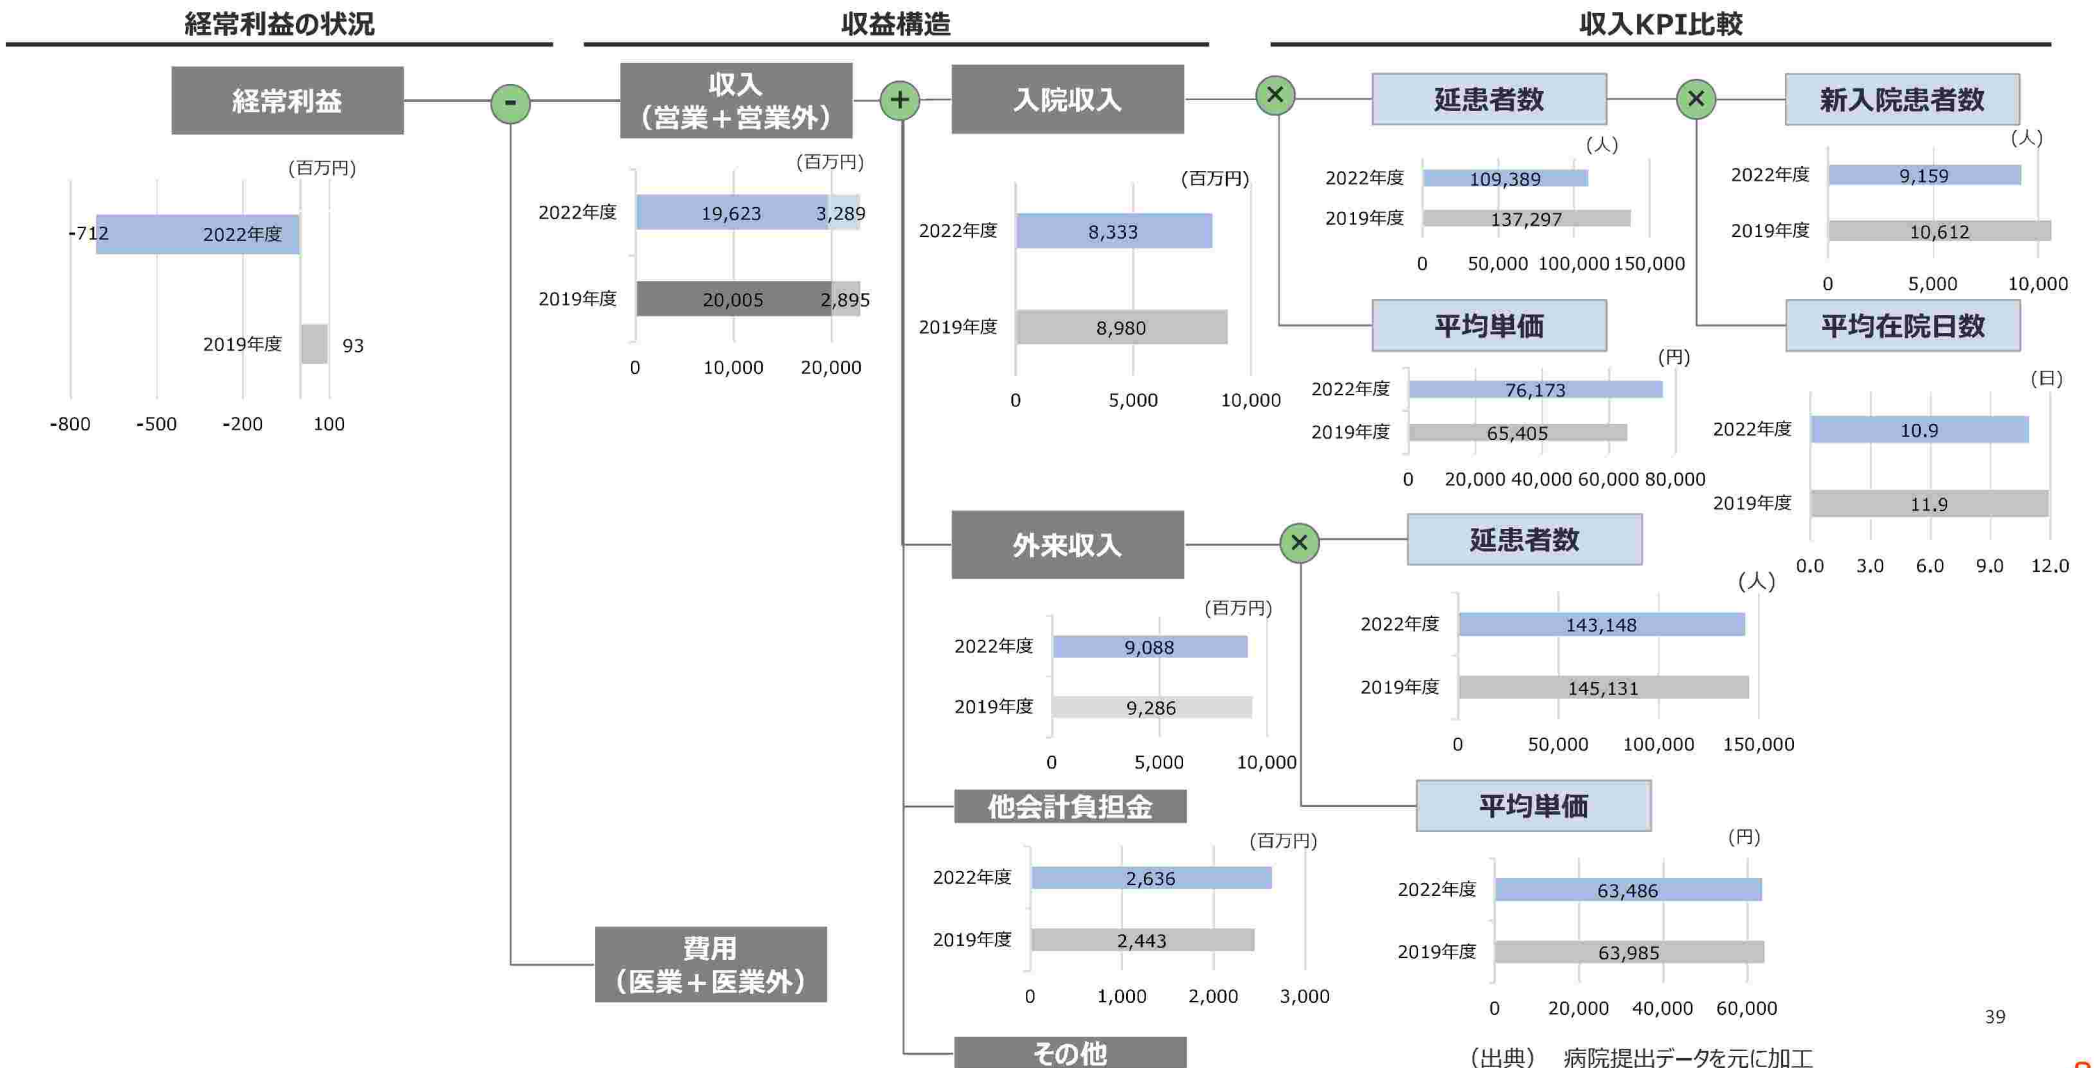 経常利益の状況
収益構造
収入KPI比較
経常利益
-
収入
（営業＋営業外）
+
入院収入
×
延患者数
×
新入院患者数
(百万円)
-712
2022年度
2019年度
93
-800 -500 -200 100
(百万円)
2022年度 19,623 3,289
2019年度 20,005 2,895
0 10,000 20,000
(百万円)
2022年度 8,333
2019年度 8,980
0 5,000 10,000
(人)
2022年度 109,389
2019年度 137,297
0 50,000 100,000 150,000
(人)
2022年度 9,159
2019年度 10,612
0 5,000 10,000
平均単価
(円)
2022年度 76,173
2019年度 65,405
0 20,000 40,000 60,000 80,000
平均在院日数
(日)
2022年度 10.9
2019年度 11.9
0.0 3.0 6.0 9.0 12.0
外来収入
×
延患者数
(百万円)
2022年度 9,088
2019年度 9,286
0 5,000 10,000
(人)
2022年度 143,148
2019年度 145,131
0 50,000 100,000 150,000
他会計負担金
(百万円)
2022年度 2,636
2019年度 2,443
0 1,000 2,000 3,000
平均単価
(円)
2022年度 63,486
2019年度 63,985
0 20,000 40,000 60,000
費用
（医業＋医業外）
その他
39
（出典） 病院提出データを元に加工